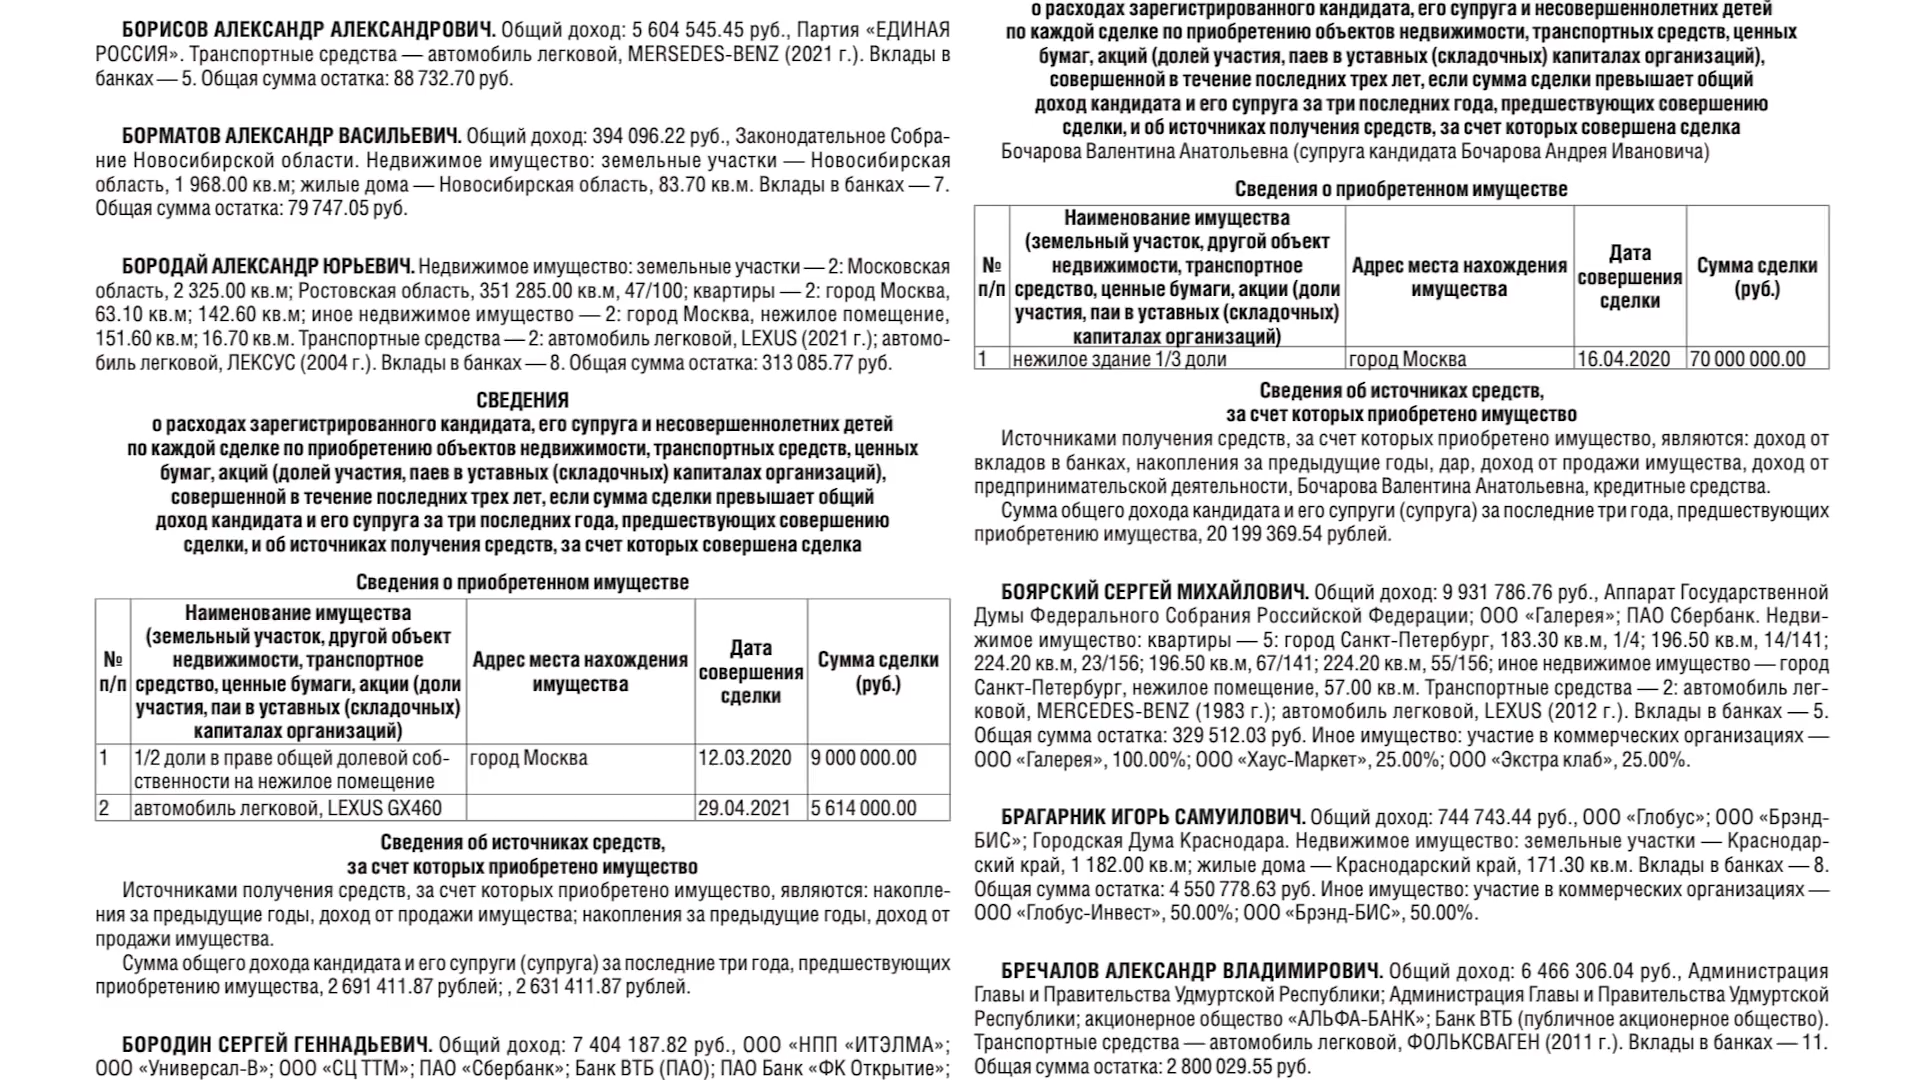 БОРИСОВ АЛЕКСАНДР АЛЕКСАНДРОВИЧ. Общий доход: 5 604 545.45 руб., Партия «ЕДИНАЯ
РОССИЯ». Транспортные средства — автомобиль легковой, MERSEDES-BENZ (2021 г.). Вклады в
банках — 5. Общая сумма остатка: 88 732.70 руб.
БОРМАТОВ АЛЕКСАНДР ВАСИЛЬЕВИЧ. Общий доход: 394 096.22 руб., Законодательное Собра-
ние Новосибирской области. Недвижимое имущество: земельные участки — Новосибирская
область, 1 968.00 кв.м; жилые дома — Новосибирская область, 83.70 кв.м. Вклады в банках — 7.
Общая сумма остатка: 79 747.05 руб.
БОРОДАЙ АЛЕКСАНДР ЮРЬЕВИЧ. Недвижимое имущество: земельные участки — 2: Московская
область, 2 325.00 кв.м; Ростовская область, 351 285.00 кв.м, 47/100; квартиры — 2: город Москва,
63.10 кв.м; 142.60 кв.м; иное недвижимое имущество — 2: город Москва, нежилое помещение,
151.60 кв.м; 16.70 кв.м. Транспортные средства — 2: автомобиль легковой, LEXUS (2021 г.); автомо-
биль легковой, ЛЕКСУС (2004 г.). Вклады в банках — 8. Общая сумма остатка: 313 085.77 руб.
СВЕДЕНИЯ
о расходах зарегистрированного кандидата, его супруга и несовершеннолетних детей
по каждой сделке по приобретению объектов недвижимости, транспортных средств, ценных
бумаг, акций (долей участия, паев в уставных (складочных) капиталах организаций),
совершенной в течение последних трех лет, если сумма сделки превышает общий
доход кандидата и его супруга за три последних года, предшествующих совершению
сделки, и об источниках получения средств, за счет которых совершена сделка
Сведения о приобретенном имуществе
№
п/п
Наименование имущества
(земельный участок, другой объект
недвижимости, транспортное
средство, ценные бумаги, акции (доли
участия, паи в уставных (складочных)
капиталах организаций)
Адрес места нахождения
имущества
Дата
совершения
сделки
Сумма сделки
(руб.)
1 1/2 доли в праве общей долевой соб- город Москва 12.03.2020 9 000 000.00
ственности на нежилое помещение
2 автомобиль легковой, LEXUS GX460 29.04.2021 5 614 000.00
Сведения об источниках средств,
за счет которых приобретено имущество
Источниками получения средств, за счет которых приобретено имущество, являются: накопле-
ния за предыдущие годы, доход от продажи имущества; накопления за предыдущие годы, доход от
продажи имущества.
Сумма общего дохода кандидата и его супруги (супруга) за последние три года, предшествующих
приобретению имущества, 2 691 411.87 рублей; , 2 631 411.87 рублей.
БОРОДИН СЕРГЕЙ ГЕННАДЬЕВИЧ. Общий доход: 7 404 187.82 руб., ООО «НПП «ИТЭЛМА»;
ООО «Универсал-В»; ООО «СЦ ТТМ»; ПАО «Сбербанк»; Банк ВТБ (ПАО); ПАО Банк «ФК Открытие»;
о расходах зарегистрированного кандидата, его супруга и несовершеннолетних детей
по каждой сделке по приобретению объектов недвижимости, транспортных средств, ценных
бумаг, акций (долей участия, паев в уставных (складочных) капиталах организаций),
совершенной в течение последних трех лет, если сумма сделки превышает общий
доход кандидата и его супруга за три последних года, предшествующих совершению
сделки, и об источниках получения средств, за счет которых совершена сделка
Бочарова Валентина Анатольевна (супруга кандидата Бочарова Андрея Ивановича)
Сведения о приобретенном имуществе
№
п/п
Наименование имущества
(земельный участок, другой объект
недвижимости, транспортное
средство, ценные бумаги, акции (доли
участия, паи в уставных (складочных)
капиталах организаций)
Адрес места нахождения
имущества
Дата
совершения
сделки
Сумма сделки
(руб.)
1 нежилое здание 1/3 доли город Москва 16.04.2020 70 000 000.00
Сведения об источниках средств,
за счет которых приобретено имущество
Источниками получения средств, за счет которых приобретено имущество, являются: доход от
вкладов в банках, накопления за предыдущие годы, дар, доход от продажи имущества, доход от
предпринимательской деятельности, Бочарова Валентина Анатольевна, кредитные средства.
Сумма общего дохода кандидата и его супруги (супруга) за последние три года, предшествующих
приобретению имущества, 20 199 369.54 рублей.
БОЯРСКИЙ СЕРГЕЙ МИХАЙЛОВИЧ. Общий доход: 9 931 786.76 руб., Аппарат Государственной
Думы Федерального Собрания Российской Федерации; ООО «Галерея»; ПАО Сбербанк. Недви-
жимое имущество: квартиры — 5: город Санкт-Петербург, 183.30 кв.м, 1/4; 196.50 кв.м, 14/141;
224.20 кв.м, 23/156; 196.50 кв.м, 67/141; 224.20 кв.м, 55/156; иное недвижимое имущество — город
Санкт-Петербург, нежилое помещение, 57.00 кв.м. Транспортные средства — 2: автомобиль лег-
ковой, MERCEDES-BENZ (1983 г.); автомобиль легковой, LEXUS (2012 г.). Вклады в банках — 5.
Общая сумма остатка: 329 512.03 руб. Иное имущество: участие в коммерческих организациях —
ООО «Галерея», 100.00%; ООО «Хаус-Маркет», 25.00%; ООО «Экстра клаб», 25.00%.
БРАГАРНИК ИГОРЬ САМУИЛОВИЧ. Общий доход: 744 743.44 руб., ООО «Глобус»; ООО «Брэнд-
БИС»; Городская Дума Краснодара. Недвижимое имущество: земельные участки — Краснодар-
ский край, 1 182.00 кв.м; жилые дома — Краснодарский край, 171.30 кв.м. Вклады в банках — 8.
Общая сумма остатка: 4 550 778.63 руб. Иное имущество: участие в коммерческих организациях —
ООО «Глобус-Инвест», 50.00%; ООО «Брэнд-БИС», 50.00%.
БРЕЧАЛОВ АЛЕКСАНДР ВЛАДИМИРОВИЧ. Общий доход: 6 466 306.04 руб., Администрация
Главы и Правительства Удмуртской Республики; Администрация Главы и Правительства Удмуртской
Республики; акционерное общество «АЛЬФА-БАНК»; Банк ВТБ (публичное акционерное общество).
Транспортные средства — автомобиль легковой, ФОЛЬКСВАГЕН (2011 г.). Вклады в банках — 11.
Общая сумма остатка: 2 800 029.55 руб.